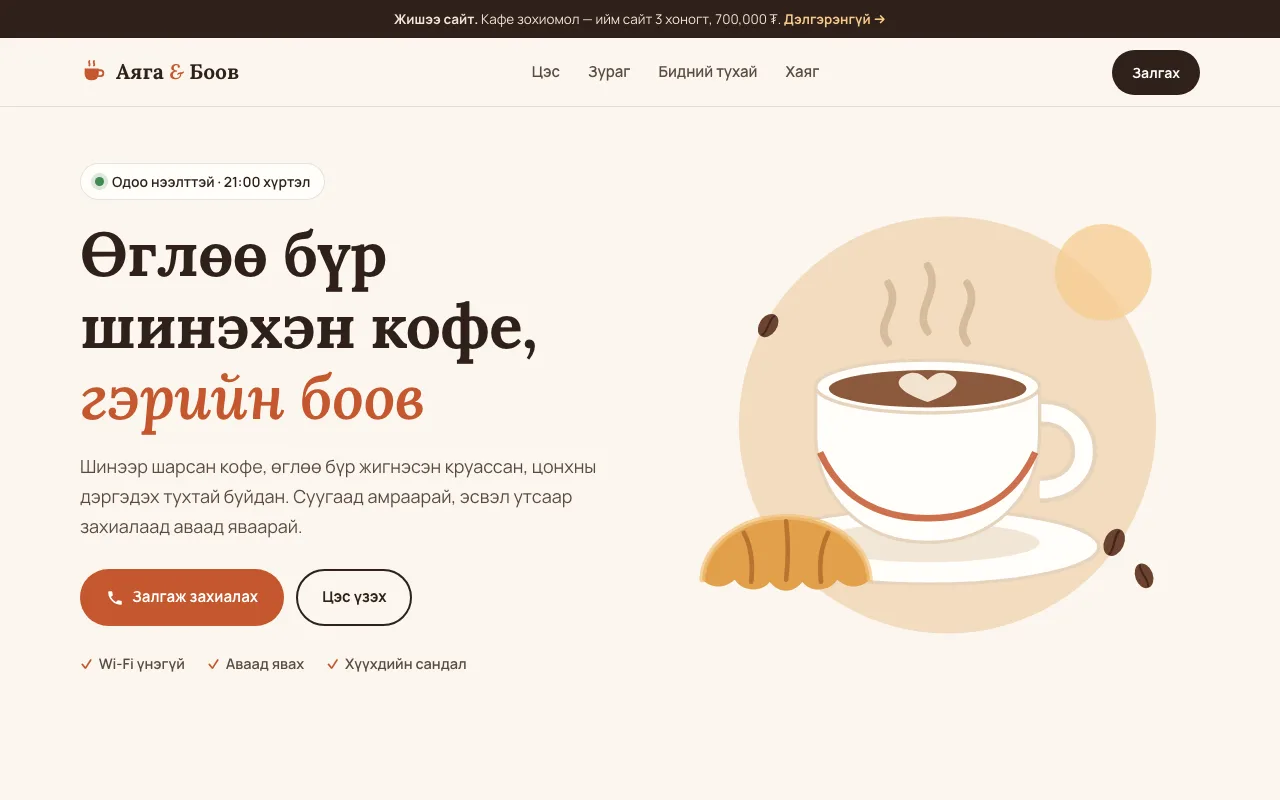 Жишээ сайт. Кафе зохиомол — ийм сайт 3 хоногт, 700,000 ₮. Дэлгэрэнгүй →
Аяга & Боов
Цэс
Зураг
Бидний тухай
Хаяг
Залгах
Одоо нээлттэй · 21:00 хүртэл
Өглөө бүр
шинэхэн кофе,
гэрийн боов
Шинээр шарсан кофе, өглөө бүр жигнэсэн круассан, цонхны
дэргэдэх тухтай буйдан. Суугаад амраарай, эсвэл утсаар
захиалаад аваад яваарай.
Залгаж захиалах
Цэс үзэх
Wi-Fi үнэгүй
Аваад явах
Хүүхдийн сандал